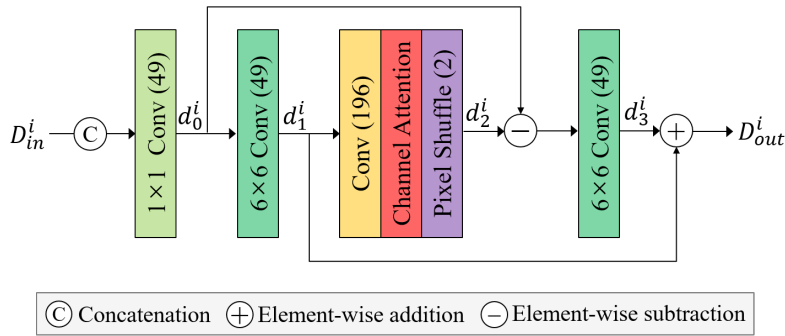 D_in^i
C
1×1 Conv (49)
d_0^i
6×6 Conv (49)
d_1^i
Conv (196)
Channel Attention
Pixel Shuffle (2)
d_2^i
−
6×6 Conv (49)
d_3^i
+
D_out^i
C Concatenation + Element-wise addition − Element-wise subtraction